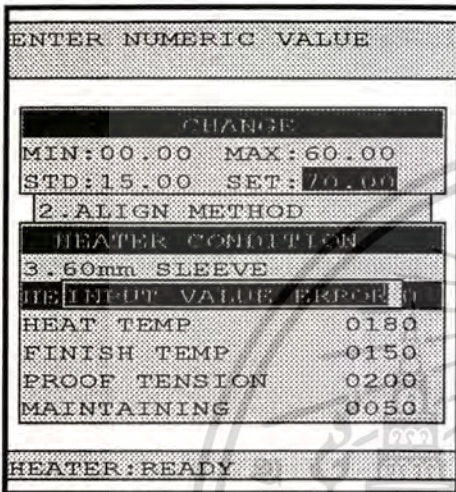 ENTER NUMERIC VALUE
CHANGE
MIN:00.00 MAX:60.00
STD:15.00 SET:70.00
2.ALIGN METHOD
HEATER CONDITION
3.60mm SLEEVE
HE INPUT VALUE ERROR
HEAT TEMP 0180
FINISH TEMP 0150
PROOF TENSION 0200
MAINTAINING 0050
HEATER:READY